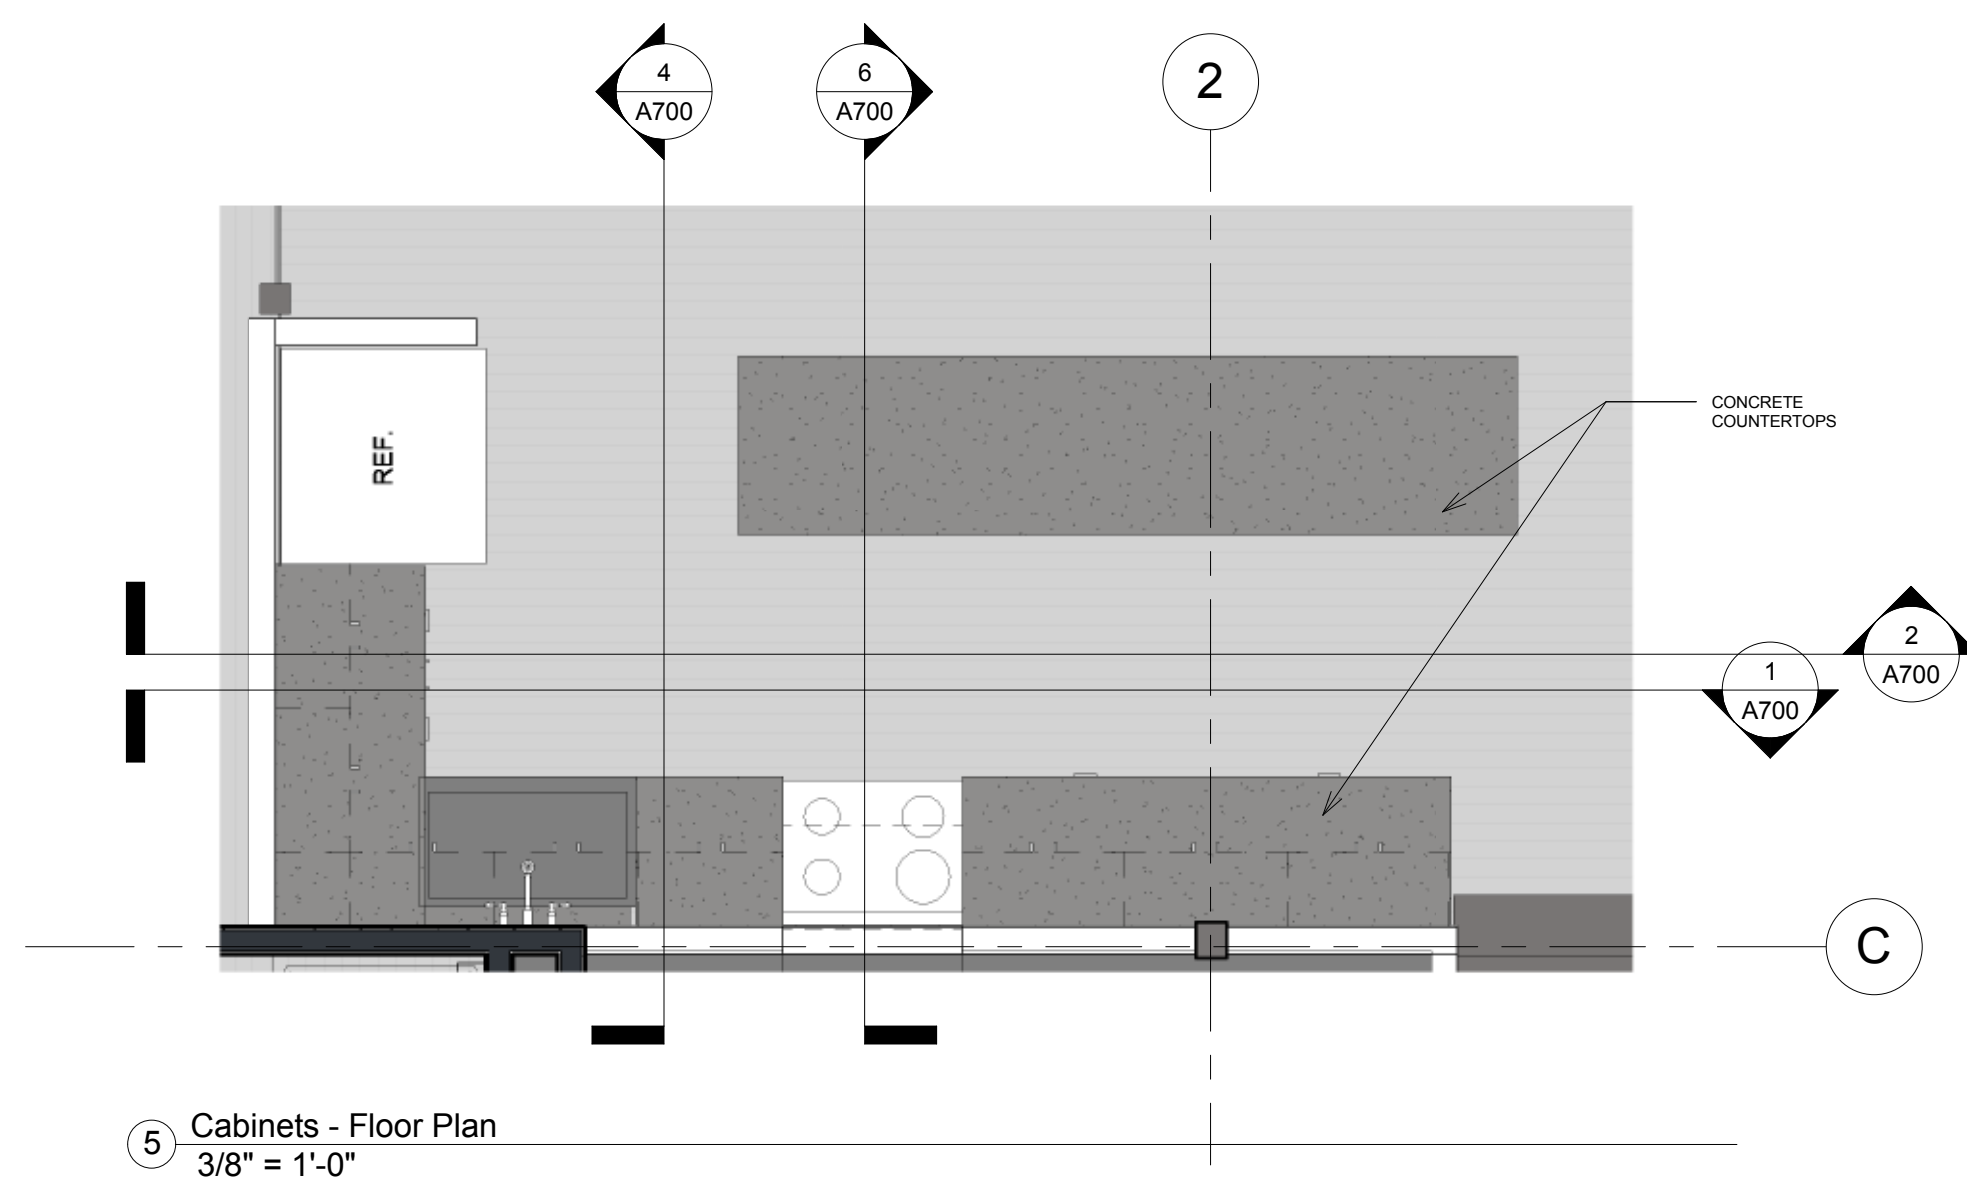 4
A700
6
A700
2
CONCRETE
COUNTERTOPS
REF.
2
A700
1
A700
C
5
Cabinets - Floor Plan
3/8" = 1'-0"